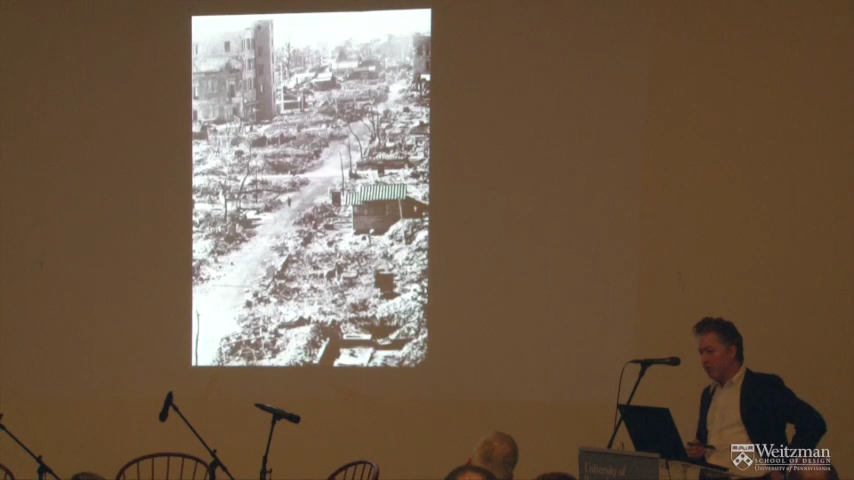 University of
Weitzman
SCHOOL OF DESIGN
UNIVERSITY OF PENNSYLVANIA